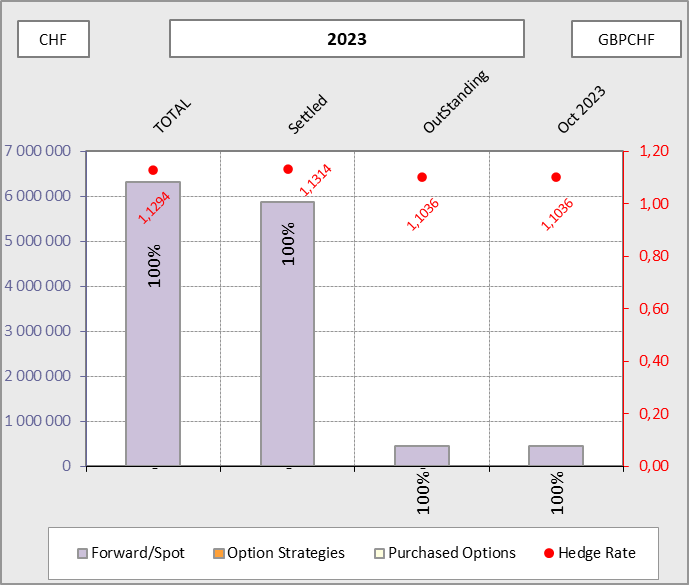 CHF
2023
GBPCHF
TOTAL
Settled
OutStanding
Oct 2023
7 000 000
6 000 000
5 000 000
4 000 000
3 000 000
2 000 000
1 000 000
0
1,20
1,00
0,80
0,60
0,40
0,20
0,00
1,1294
1,1314
1,1036
1,1036
100%
100%
100%
100%
-
-
-
Forward/Spot
Option Strategies
Purchased Options
Hedge Rate